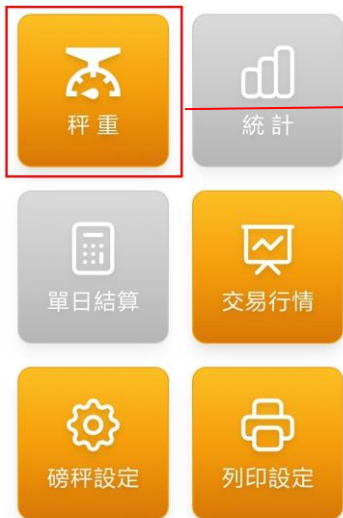 秤重
統計
單日結算
交易行情
磅秤設定
列印設定